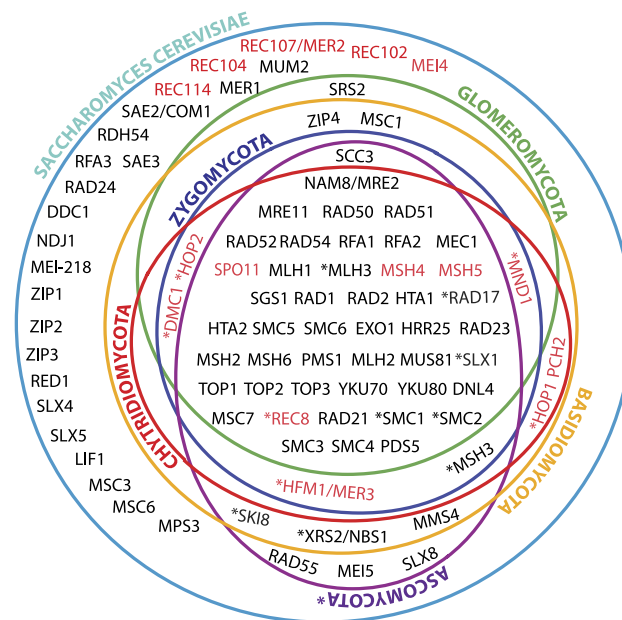 SACCHAROMYCES CEREVISIAE
REC107/MER2
REC102
REC104
MUM2
MEI4
REC114
MER1
SRS2
SAE2/COM1
ZIP4
MSC1
GLOMEROMYCOTA
RDH54
RFA3
SAE3
ZYGOMYCOTA
SCC3
RAD24
NAM8/MRE2
DDC1
MRE11 RAD50 RAD51
NDJ1
RAD52 RAD54 RFA1 RFA2 MEC1
*HOP2
*DMC1
*MND1
MEI-218
SPO11 MLH1 *MLH3 MSH4 MSH5
ZIP1
SGS1 RAD1 RAD2 HTA1 *RAD17
ZIP2
HTA2 SMC5 SMC6 EXO1 HRR25 RAD23
ZIP3
MSH2 MSH6 PMS1 MLH2 MUS81 *SLX1
*HOP1 PCH2
RED1
TOP1 TOP2 TOP3 YKU70 YKU80 DNL4
SLX4
MSC7 *REC8 RAD21 *SMC1 *SMC2
SLX5
SMC3 SMC4 PDS5
CHYTRIDIOMYCOTA
BASIDIOMYCOTA
LIF1
*MSH3
MSC3
*HFM1/MER3
MSC6
*SKI8
MMS4
MPS3
*XRS2/NBS1
RAD55
MEI5
SLX8
ASCOMYCOTA*